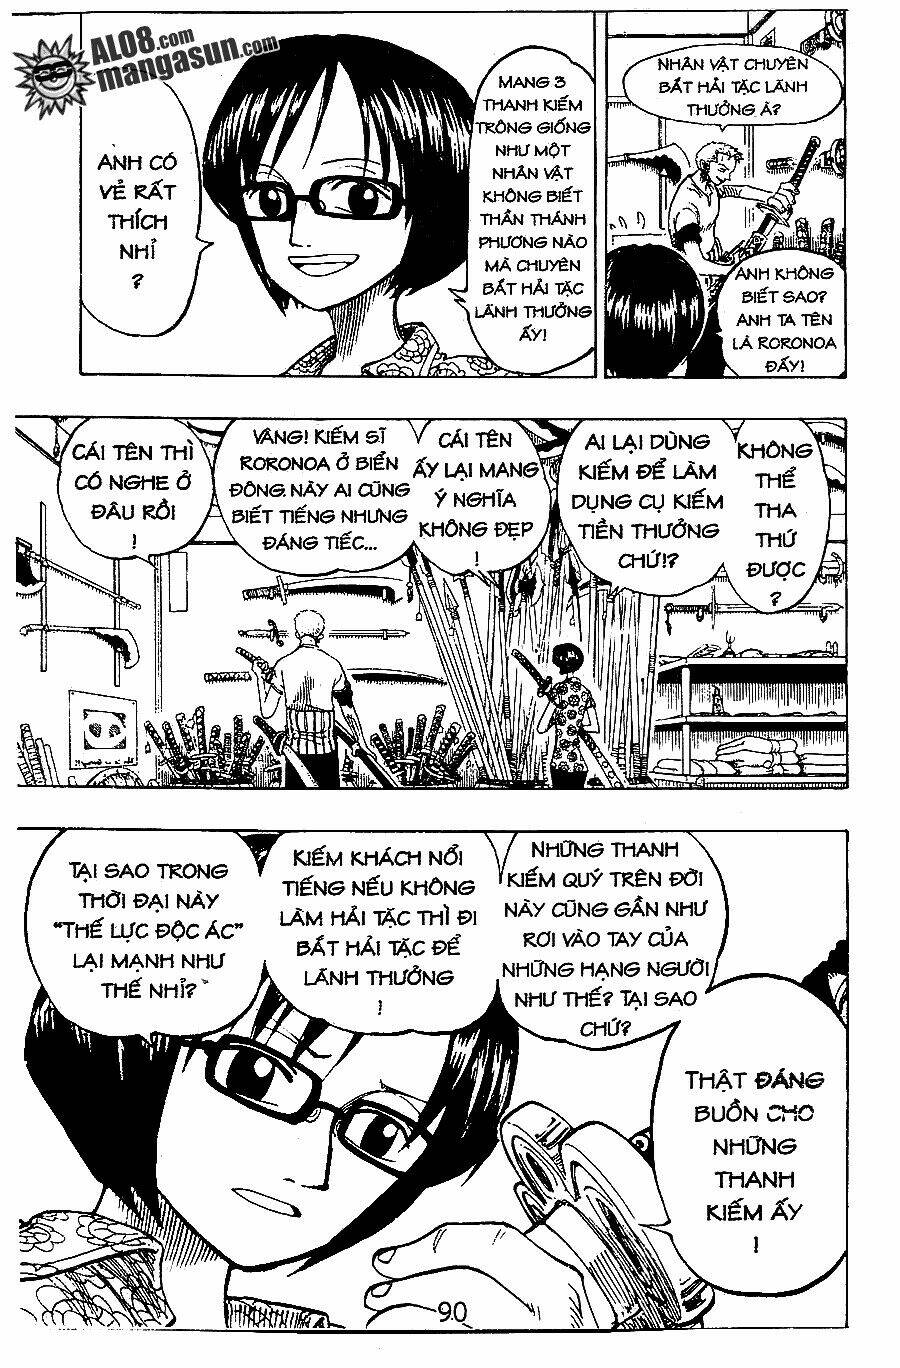 AL08.com
mangasun.com
ANH CÓ
VẺ RẤT
THÍCH
NHỈ
?
MANG 3
THANH KIẾM
TRÔNG GIỐNG
NHƯ MỘT
NHÂN VẬT
KHÔNG BIẾT
THẦN THÁNH
PHƯƠNG NÀO
MÀ CHUYÊN
BẮT HẢI TẶC
LÃNH THƯỞNG
ẤY!
NHÂN VẬT CHUYÊN
BẮT HẢI TẶC LÃNH
THƯỞNG À?
ANH KHÔNG
BIẾT SAO?
ANH TA TÊN
LÀ RORONOA
ĐẤY!
CÁI TÊN THÌ
CÓ NGHE Ở
ĐÂU RỒI
!
VÂNG! KIẾM SĨ
RORONOA Ở BIỂN
ĐÔNG NÀY AI CŨNG
BIẾT TIẾNG NHƯNG
ĐÁNG TIẾC...
CÁI TÊN
ẤY LẠI MANG
Ý NGHĨA
KHÔNG ĐẸP
!
AI LẠI DÙNG
KIẾM ĐỂ LÀM
DỤNG CỤ KIẾM
TIỀN THƯỞNG
CHỨ!?
KHÔNG
THỂ
THA
THỨ
ĐƯỢC
?
TẠI SAO TRONG
THỜI ĐẠI NÀY
“THẾ LỰC ĐỘC ÁC”
LẠI MẠNH NHƯ
THẾ NHỈ?
KIẾM KHÁCH NỔI
TIẾNG NẾU KHÔNG
LÀM HẢI TẶC THÌ ĐI
BẮT HẢI TẶC ĐỂ
LÃNH THƯỞNG
!
NHỮNG THANH
KIẾM QUÝ TRÊN ĐỜI
NÀY CŨNG GẦN NHƯ
RƠI VÀO TAY CỦA
NHỮNG HẠNG NGƯỜI
NHƯ THẾ? TẠI SAO
CHỨ?
THẬT ĐÁNG
BUỒN CHO
NHỮNG
THANH
KIẾM ẤY
!
90